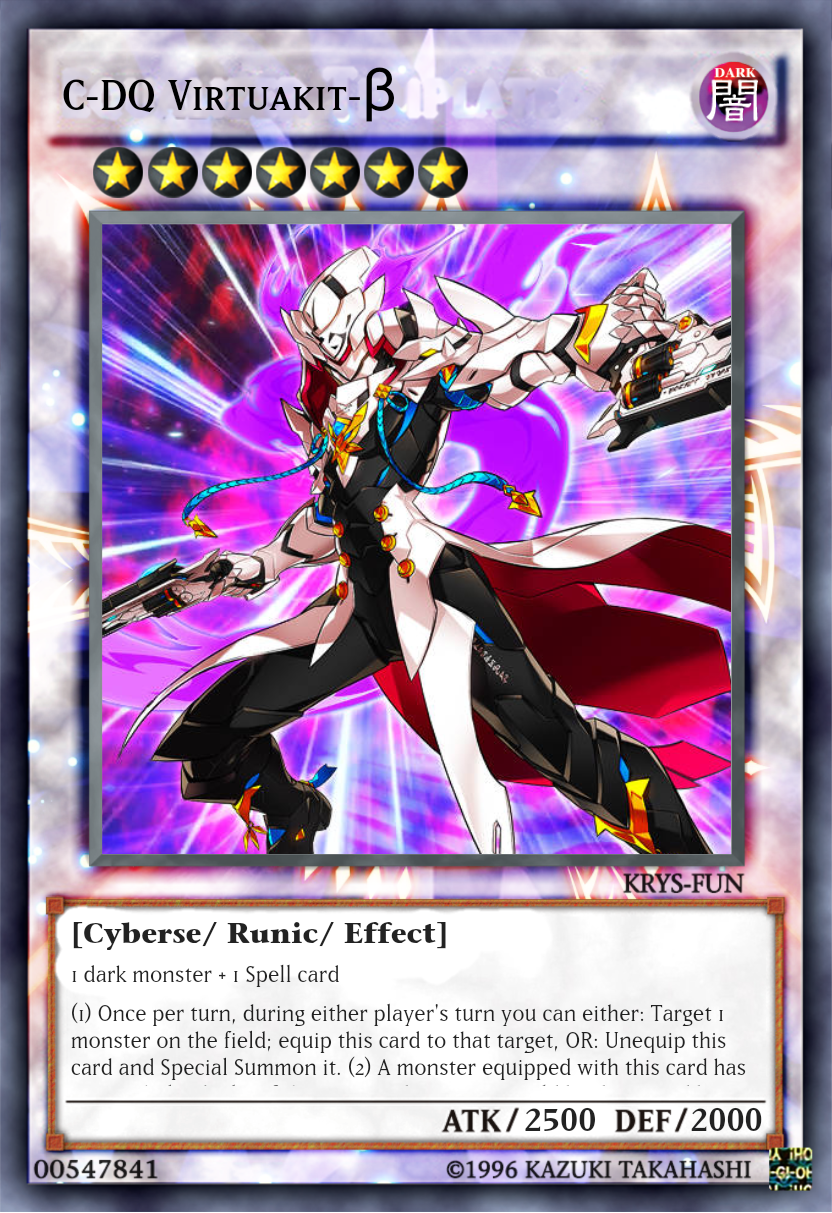 C-DQ Virtuakit-β
DARK
闇
KRYS-FUN
[Cyberse/ Runic/ Effect]
1 dark monster + 1 Spell card
(1) Once per turn, during either player's turn you can either: Target 1
monster on the field; equip this card to that target, OR: Unequip this
card and Special Summon it. (2) A monster equipped with this card has
ATK/2500 DEF/2000
00547841
©1996 KAZUKI TAKAHASHI